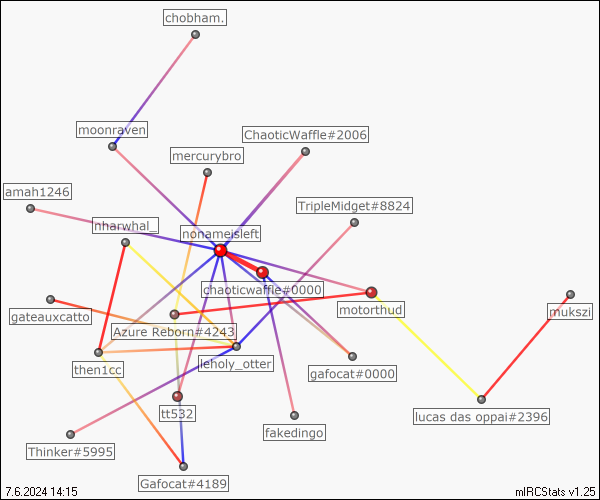 chobham.
moonraven
ChaoticWaffle#2006
mercurybro
amah1246
TripleMidget#8824
nharwhal_
nonameisleft
chaoticwaffle#0000
motorthud
mukszi
gateauxcatto
Azure Reborn#4243
then1cc
leholy_otter
gafocat#0000
tt532
lucas das oppai#2396
fakedingo
Thinker#5995
Gafocat#4189
7.6.2024 14:15
mIRCStats v1.25